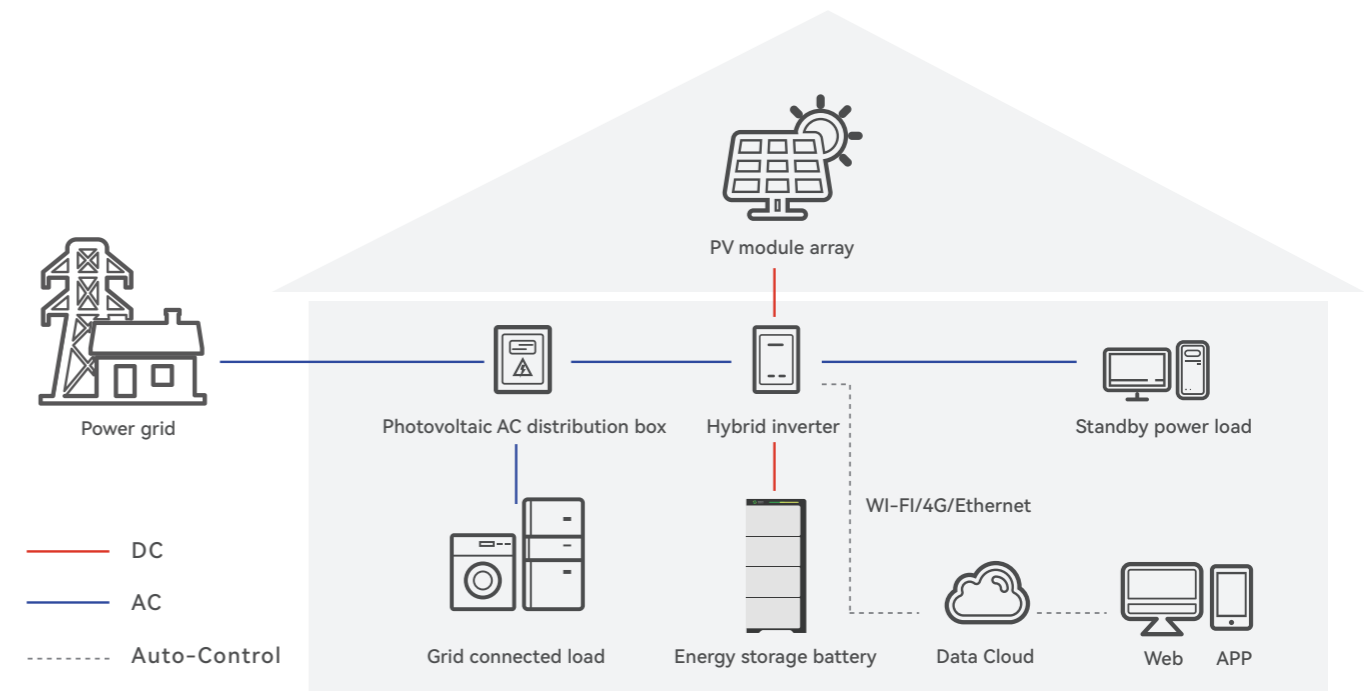 PV module array
Power grid
Photovoltaic AC distribution box
Hybrid inverter
Standby power load
WI-FI/4G/Ethernet
DC
AC
Auto-Control
Grid connected load
Energy storage battery
Data Cloud
Web
APP